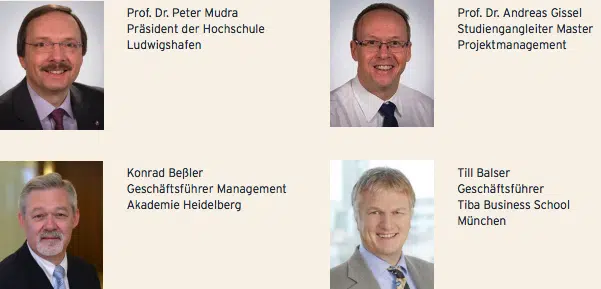 Prof. Dr. Peter Mudra
Präsident der Hochschule
Ludwigshafen
Prof. Dr. Andreas Gissel
Studiengangleiter Master
Projektmanagement
Konrad Beßler
Geschäftsführer Management
Akademie Heidelberg
Till Balser
Geschäftsführer
Tiba Business School
München